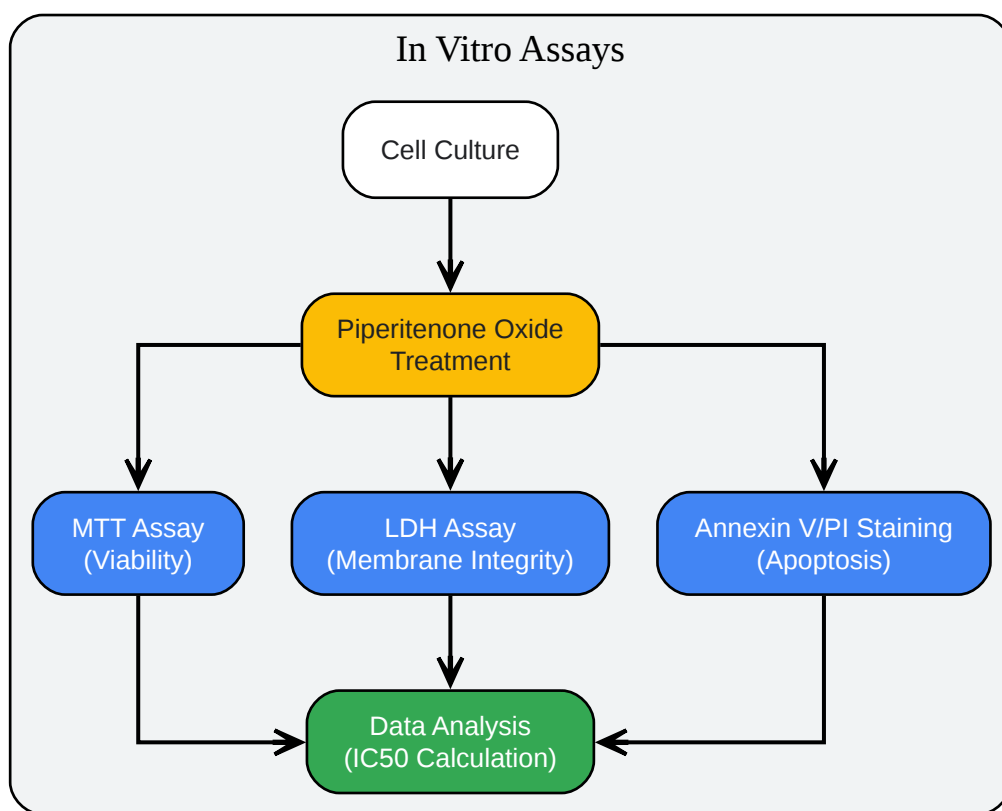 In Vitro Assays
Cell Culture
Piperitenone Oxide
Treatment
MTT Assay
(Viability)
LDH Assay
(Membrane Integrity)
Annexin V/PI Staining
(Apoptosis)
Data Analysis
(IC50 Calculation)